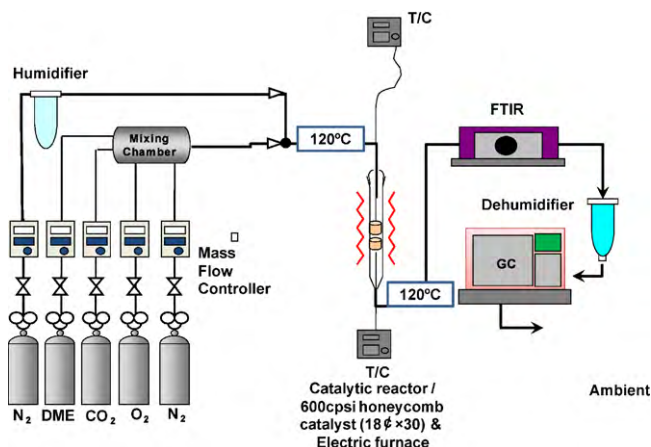 T/C
Humidifier
FTIR
Mixing
Chamber
120ºC
Dehumidifier
Mass
Flow
Controller
GC
120ºC
T/C
N₂ DME CO₂ O₂ N₂
Catalytic reactor /
600cpsi honeycomb
catalyst (18¢×30) &
Electric furnace
Ambient